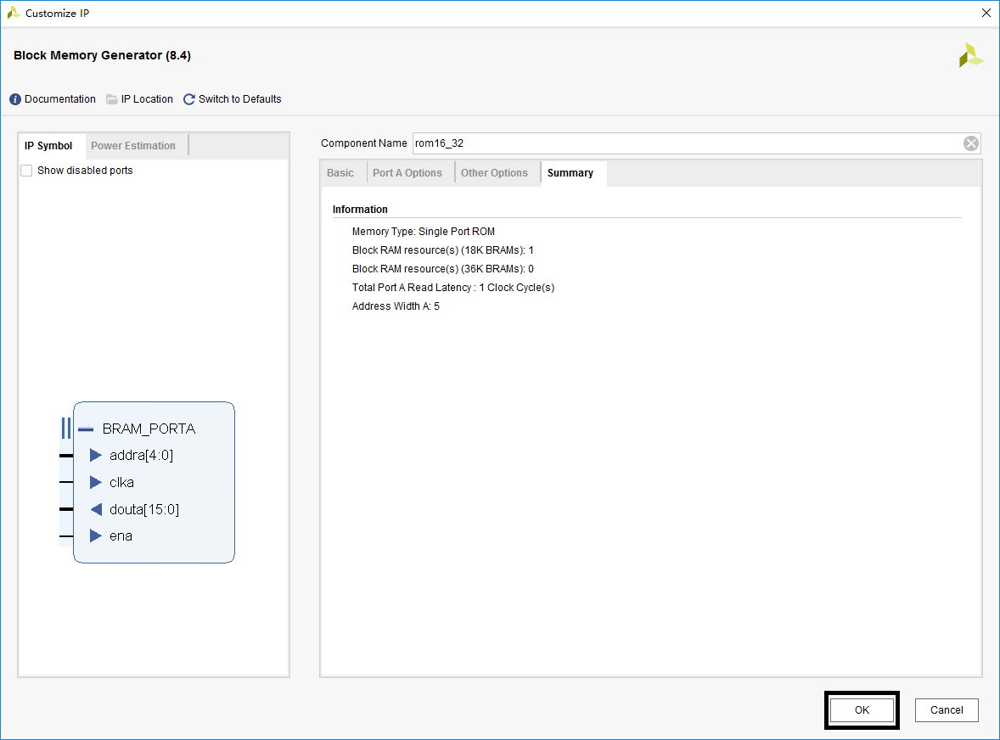 Customize IP
Block Memory Generator (8.4)
Documentation IP Location Switch to Defaults
IP Symbol Power Estimation
Show disabled ports
BRAM_PORTA
addra[4:0]
clka
douta[15:0]
ena
Component Name rom16_32
Basic Port A Options Other Options Summary
Information
Memory Type: Single Port ROM
Block RAM resource(s) (18K BRAMs): 1
Block RAM resource(s) (36K BRAMs): 0
Total Port A Read Latency : 1 Clock Cycle(s)
Address Width A: 5
OK Cancel